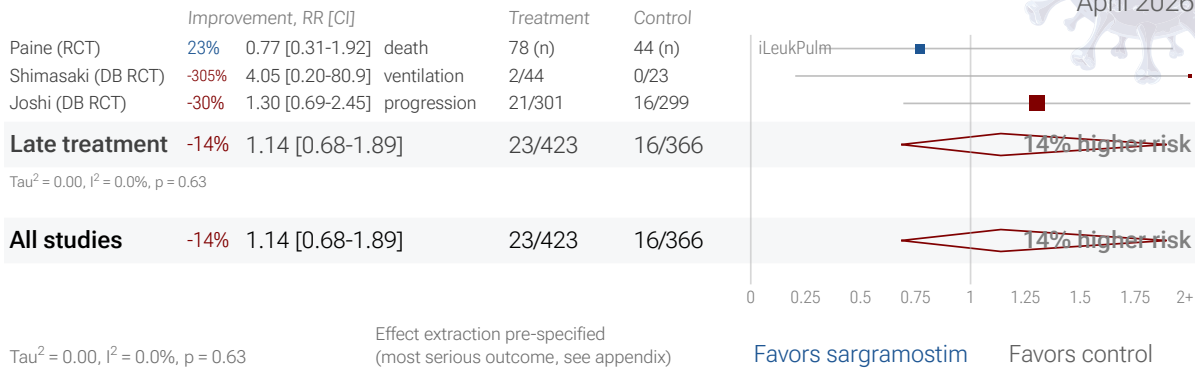 April 2026
Improvement, RR [CI] Treatment Control
Paine (RCT) 23% 0.77 [0.31-1.92] death 78 (n) 44 (n) iLeukPulm
Shimasaki (DB RCT) -305% 4.05 [0.20-80.9] ventilation 2/44 0/23
Joshi (DB RCT) -30% 1.30 [0.69-2.45] progression 21/301 16/299
Late treatment -14% 1.14 [0.68-1.89] 23/423 16/366 14% higher risk
Tau² = 0.00, I² = 0.0%, p = 0.63
All studies -14% 1.14 [0.68-1.89] 23/423 16/366 14% higher risk
0 0.25 0.5 0.75 1 1.25 1.5 1.75 2+
Effect extraction pre-specified
Tau² = 0.00, I² = 0.0%, p = 0.63 (most serious outcome, see appendix) Favors sargramostim Favors control